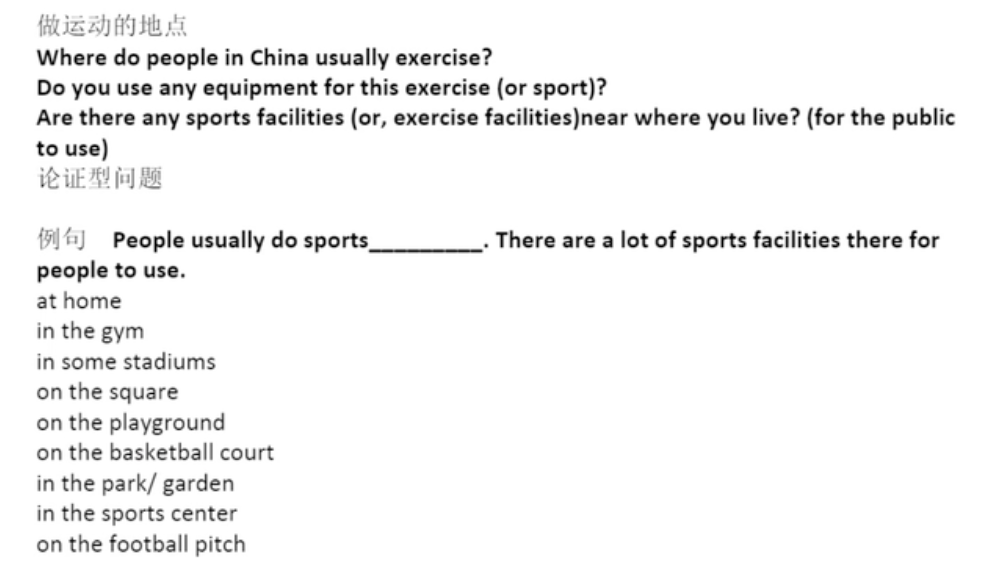 做运动的地点
Where do people in China usually exercise?
Do you use any equipment for this exercise (or sport)?
Are there any sports facilities (or, exercise facilities)near where you live? (for the public
to use)
论证型问题
例句 People usually do sports_________. There are a lot of sports facilities there for
people to use.
at home
in the gym
in some stadiums
on the square
on the playground
on the basketball court
in the park/ garden
in the sports center
on the football pitch